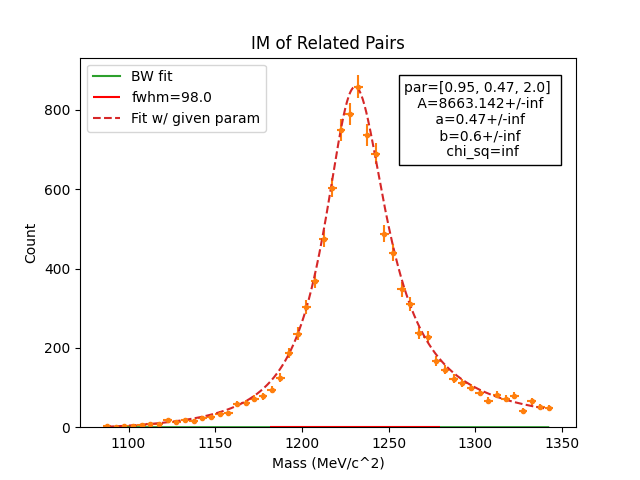 IM of Related Pairs
BW fit
fwhm=98.0
Fit w/ given param
par=[0.95, 0.47, 2.0]
A=8663.142+/-inf
a=0.47+/-inf
b=0.6+/-inf
chi_sq=inf
Count
800
600
400
200
0
1100
1150
1200
1250
1300
1350
Mass (MeV/c^2)